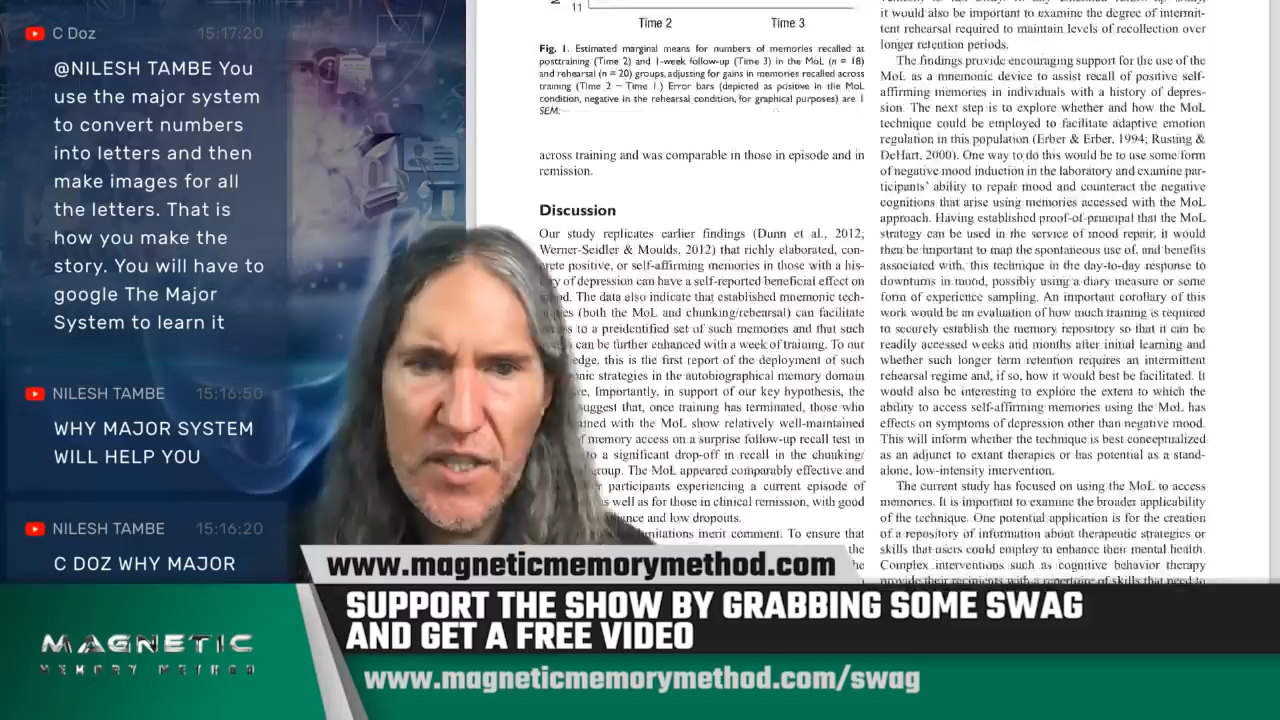 C Doz 15:17:20
@NILESH TAMBE You
use the major system
to convert numbers
into letters and then
make images for all
the letters. That is
how you make the
story. You will have to
google The Major
System to learn it
NILESH TAMBE 15:16:50
WHY MAJOR SYSTEM
WILL HELP YOU
NILESH TAMBE 15:16:20
C DOZ WHY MAJOR
11
Time 2 Time 3
Fig. 1. Estimated marginal means for numbers of memories recalled at
posttraining (Time 2) and 1-week follow-up (Time 3) in the MoL (n = 18)
and rehearsal (n = 20) groups, adjusting for gains in memories recalled across
training (Time 2 – Time 1.) Error bars (depicted as positive in the MoL
condition, negative in the rehearsal condition, for graphical purposes) are 1
SEM.
across training and was comparable in those in episode and in
remission.
Discussion
Our study replicates earlier findings (Dunn et al., 2012;
Werner-Seidler & Moulds, 2012) that richly elaborated, con-
crete positive, or self-affirming memories in those with a his-
ory of depression can have a self-reported beneficial effect on
The data also indicate that established mnemonic tech-
(both the MoL and chunking/rehearsal) can facilitate
to a preidentified set of such memories and that such
can be further enhanced with a week of training. To our
edge, this is the first report of the deployment of such
nic strategies in the autobiographical memory domain
Importantly, in support of our key hypothesis, the
uggest that, once training has terminated, those who
ned with the MoL show relatively well-maintained
f memory access on a surprise follow-up recall test in
to a significant drop-off in recall in the chunking/
group. The MoL appeared comparably effective and
participants experiencing a current episode of
s well as for those in clinical remission, with good
ance and low dropouts.
mitations merit comment. To ensure that
the
he
it would also be important to examine the degree of intermit-
tent rehearsal required to maintain levels of recollection over
longer retention periods.
The findings provide encouraging support for the use of the
MoL as a mnemonic device to assist recall of positive self-
affirming memories in individuals with a history of depres-
sion. The next step is to explore whether and how the MoL
technique could be employed to facilitate adaptive emotion
regulation in this population (Erber & Erber, 1994; Rusting &
DeHart, 2000). One way to do this would be to use some form
of negative mood induction in the laboratory and examine par-
ticipants' ability to repair mood and counteract the negative
cognitions that arise using memories accessed with the MoL
approach. Having established proof-of-principal that the MoL
strategy can be used in the service of mood repair, it would
then be important to map the spontaneous use of, and benefits
associated with, this technique in the day-to-day response to
downturns in mood, possibly using a diary measure or some
form of experience sampling. An important corollary of this
work would be an evaluation of how much training is required
to securely establish the memory repository so that it can be
readily accessed weeks and months after initial learning and
whether such longer term retention requires an intermittent
rehearsal regime and, if so, how it would best be facilitated. It
would also be interesting to explore the extent to which the
ability to access self-affirming memories using the MoL has
effects on symptoms of depression other than negative mood.
This will inform whether the technique is best conceptualized
as an adjunct to extant therapies or has potential as a stand-
alone, low-intensity intervention.
The current study has focused on using the MoL to access
memories. It is important to examine the broader applicability
of the technique. One potential application is for the creation
of a repository of information about therapeutic strategies or
skills that users could employ to enhance their mental health.
Complex interventions such as cognitive behavior therapy
provide their recipients with a repertoire of skills that need to
www.magneticmemorymethod.com
SUPPORT THE SHOW BY GRABBING SOME SWAG
AND GET A FREE VIDEO
www.magneticmemorymethod.com/swag
MAGNETIC
MEMORY METHOD